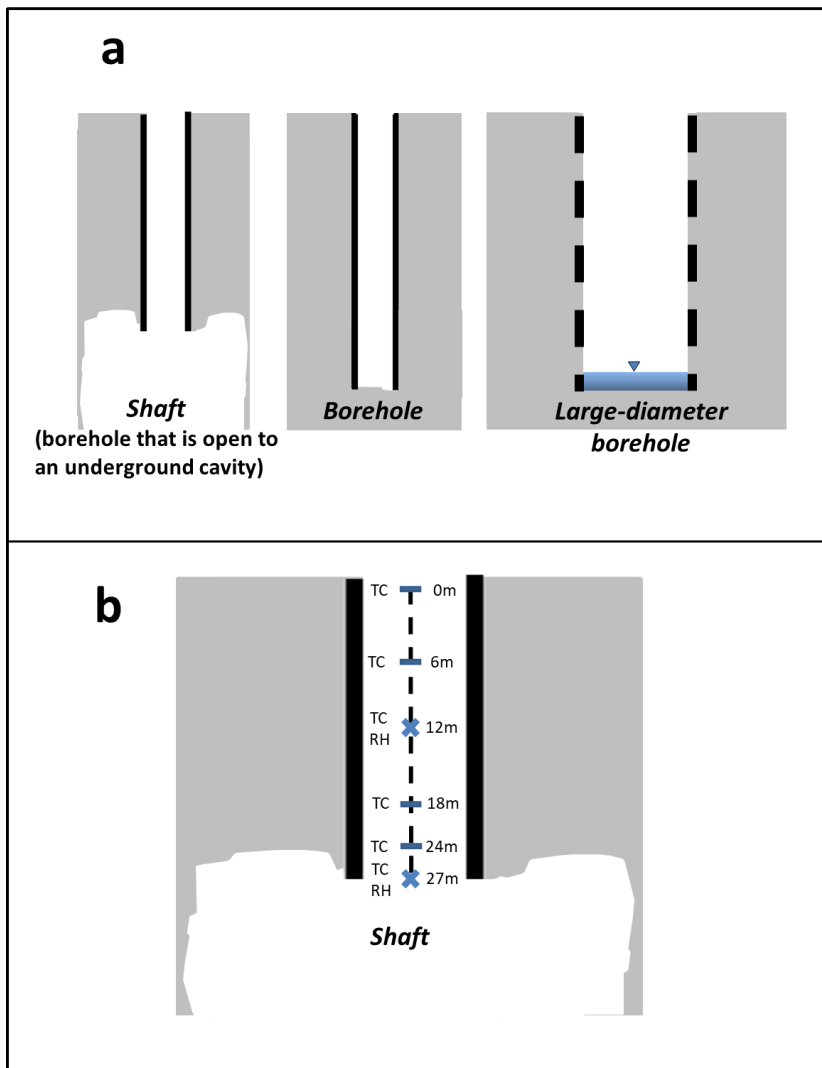 a
Shaft
(borehole that is open to
an underground cavity)
Borehole
Large-diameter
borehole
b
TC 0m
TC 6m
TC 12m
RH
TC 18m
TC 24m
TC
RH 27m
Shaft